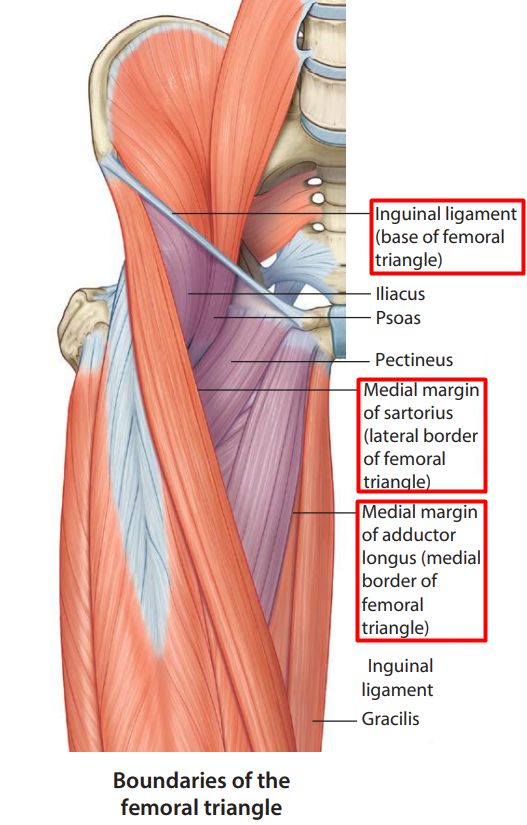 Inguinal ligament
(base of femoral
triangle)
Iliacus
Psoas
Pectineus
Medial margin
of sartorius
(lateral border
of femoral
triangle)
Medial margin
of adductor
longus (medial
border of
femoral
triangle)
Inguinal
ligament
Gracilis
Boundaries of the
femoral triangle